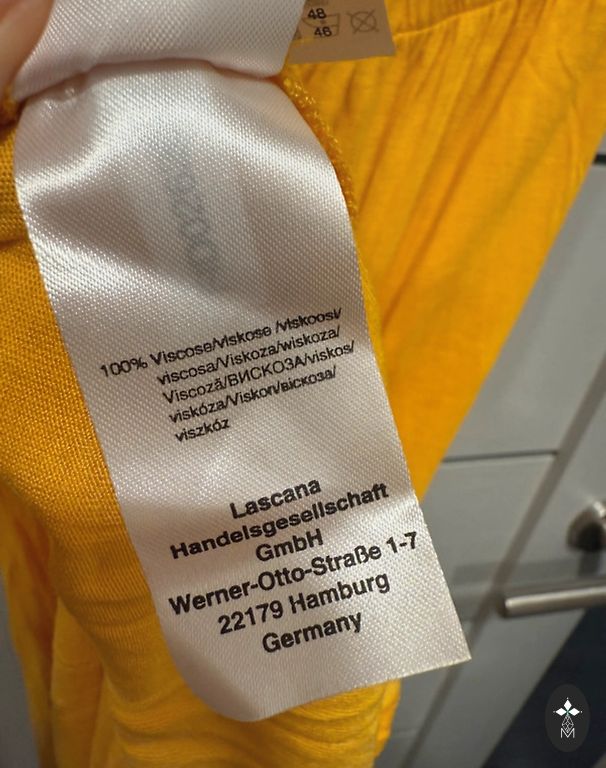 48
46
100% Viscose/viskose /viskoosi/
viscosa/Viskoza/wiskoza/
Viscoză/ВИСКОЗА/viskos/
viskóza/Viskon/віскоза/
viszkóz
Lascana
Handelsgesellschaft
GmbH
Werner-Otto-Straße 1-7
22179 Hamburg
Germany
M